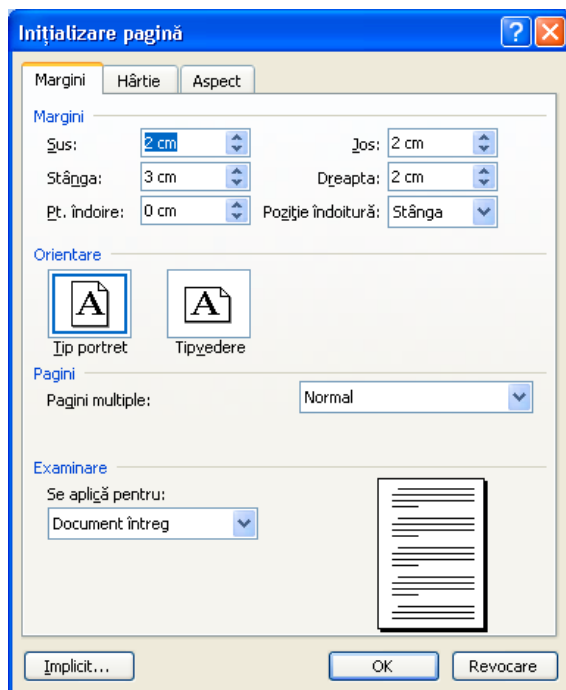 Inițializare pagină
Margini Hârtie Aspect
Margini
Sus: 2 cm Jos: 2 cm
Stânga: 3 cm Dreapta: 2 cm
Pt. îndoire: 0 cm Poziție îndoitură: Stânga
Orientare
A A
Tip portret Tipvedere
Pagini
Pagini multiple: Normal
Examinare
Se aplică pentru:
Document întreg
Implicit... OK Revocare